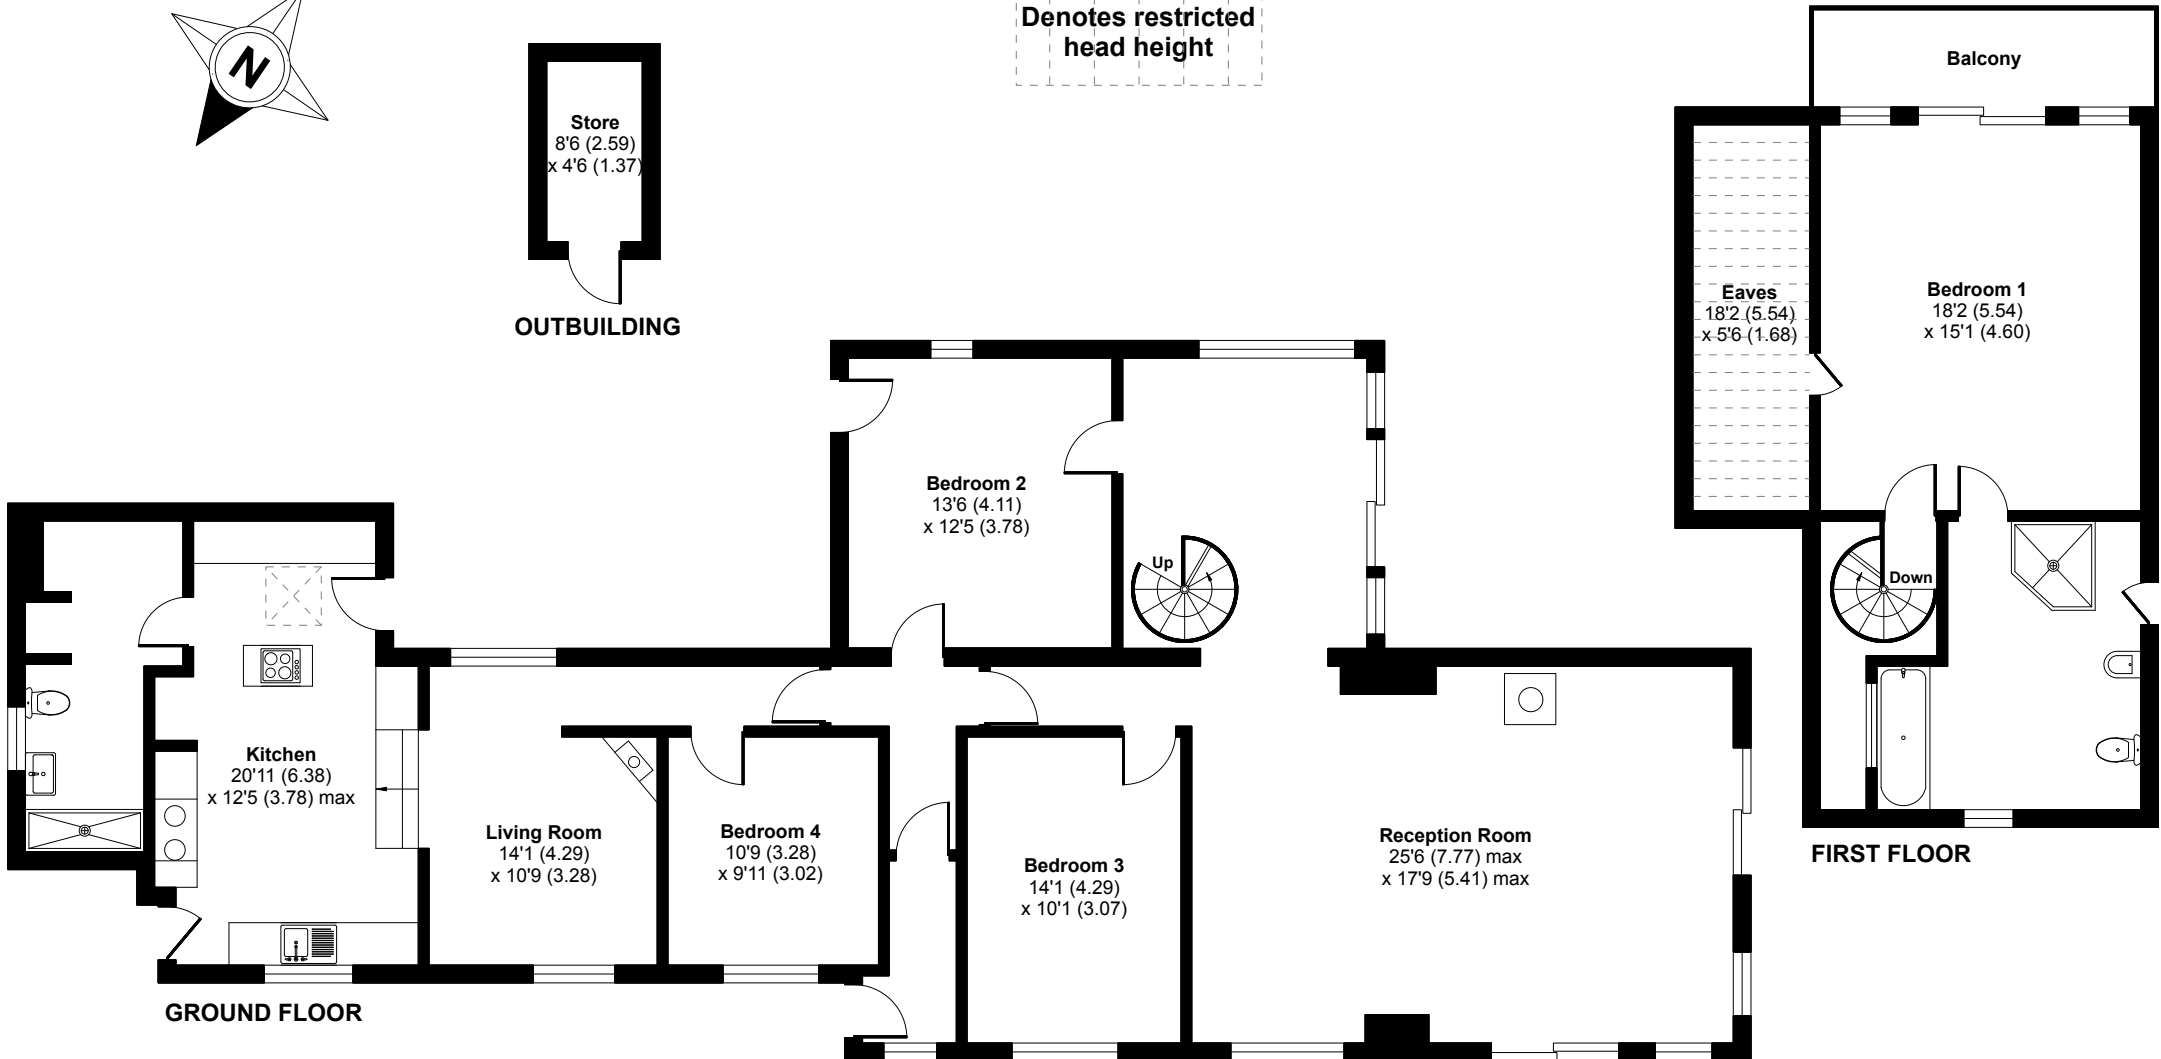 N
Denotes restricted
head height
Balcony
Store
8'6 (2.59)
x 4'6 (1.37)
OUTBUILDING
Eaves
18'2 (5.54)
x 5'6 (1.68)
Bedroom 1
18'2 (5.54)
x 15'1 (4.60)
Bedroom 2
13'6 (4.11)
x 12'5 (3.78)
Up
Down
Kitchen
20'11 (6.38)
x 12'5 (3.78) max
Living Room
14'1 (4.29)
x 10'9 (3.28)
Bedroom 4
10'9 (3.28)
x 9'11 (3.02)
Bedroom 3
14'1 (4.29)
x 10'1 (3.07)
Reception Room
25'6 (7.77) max
x 17'9 (5.41) max
FIRST FLOOR
GROUND FLOOR